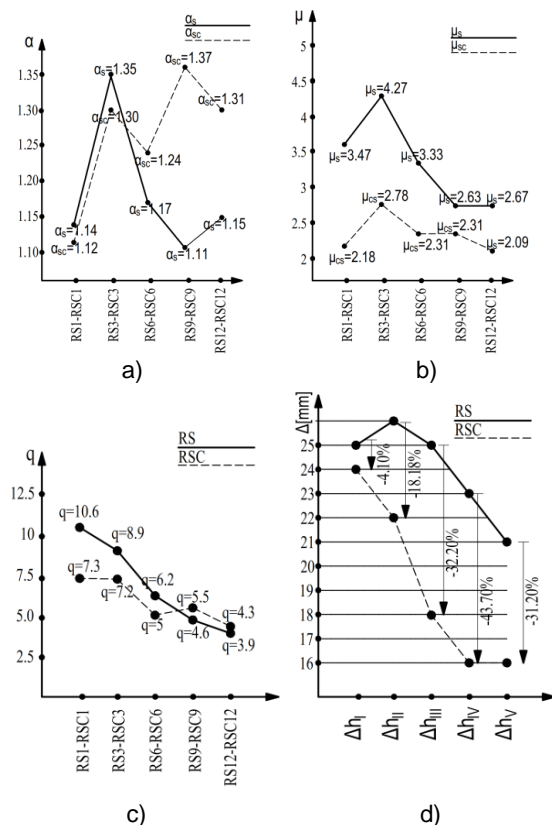 α
αs
αsc
1.35
1.30
1.25
1.20
1.15
1.10
αs=1.35
αsc=1.37
αsc=1.30
αsc=1.31
αsc=1.24
αs=1.17
αs=1.14
αsc=1.12
αs=1.11
αs=1.15
RS1-RSC1
RS3-RSC3
RS6-RSC6
RS9-RSC9
RS12-RSC12
a)
μ
μs
μsc
5
4.5
4
3.5
3
2.5
2
μs=4.27
μs=3.47
μs=3.33
μs=2.63
μs=2.67
μcs=2.78
μcs=2.18
μcs=2.31
μcs=2.31
μs=2.09
RS1-RSC1
RS3-RSC3
RS6-RSC6
RS9-RSC9
RS12-RSC12
b)
q
RS
RSC
12.5
10
7.5
5.0
2.5
q=10.6
q=8.9
q=7.3
q=7.2
q=6.2
q=5
q=5.5
q=4.6
q=4.3
q=3.9
RS1-RSC1
RS3-RSC3
RS6-RSC6
RS9-RSC9
RS12-RSC12
c)
Δ[mm]
RS
RSC
25
24
23
22
21
20
19
18
17
16
-4.10%
-18.18%
-32.20%
-43.70%
-31.20%
ΔhI
ΔhII
ΔhIII
ΔhIV
ΔhV
d)